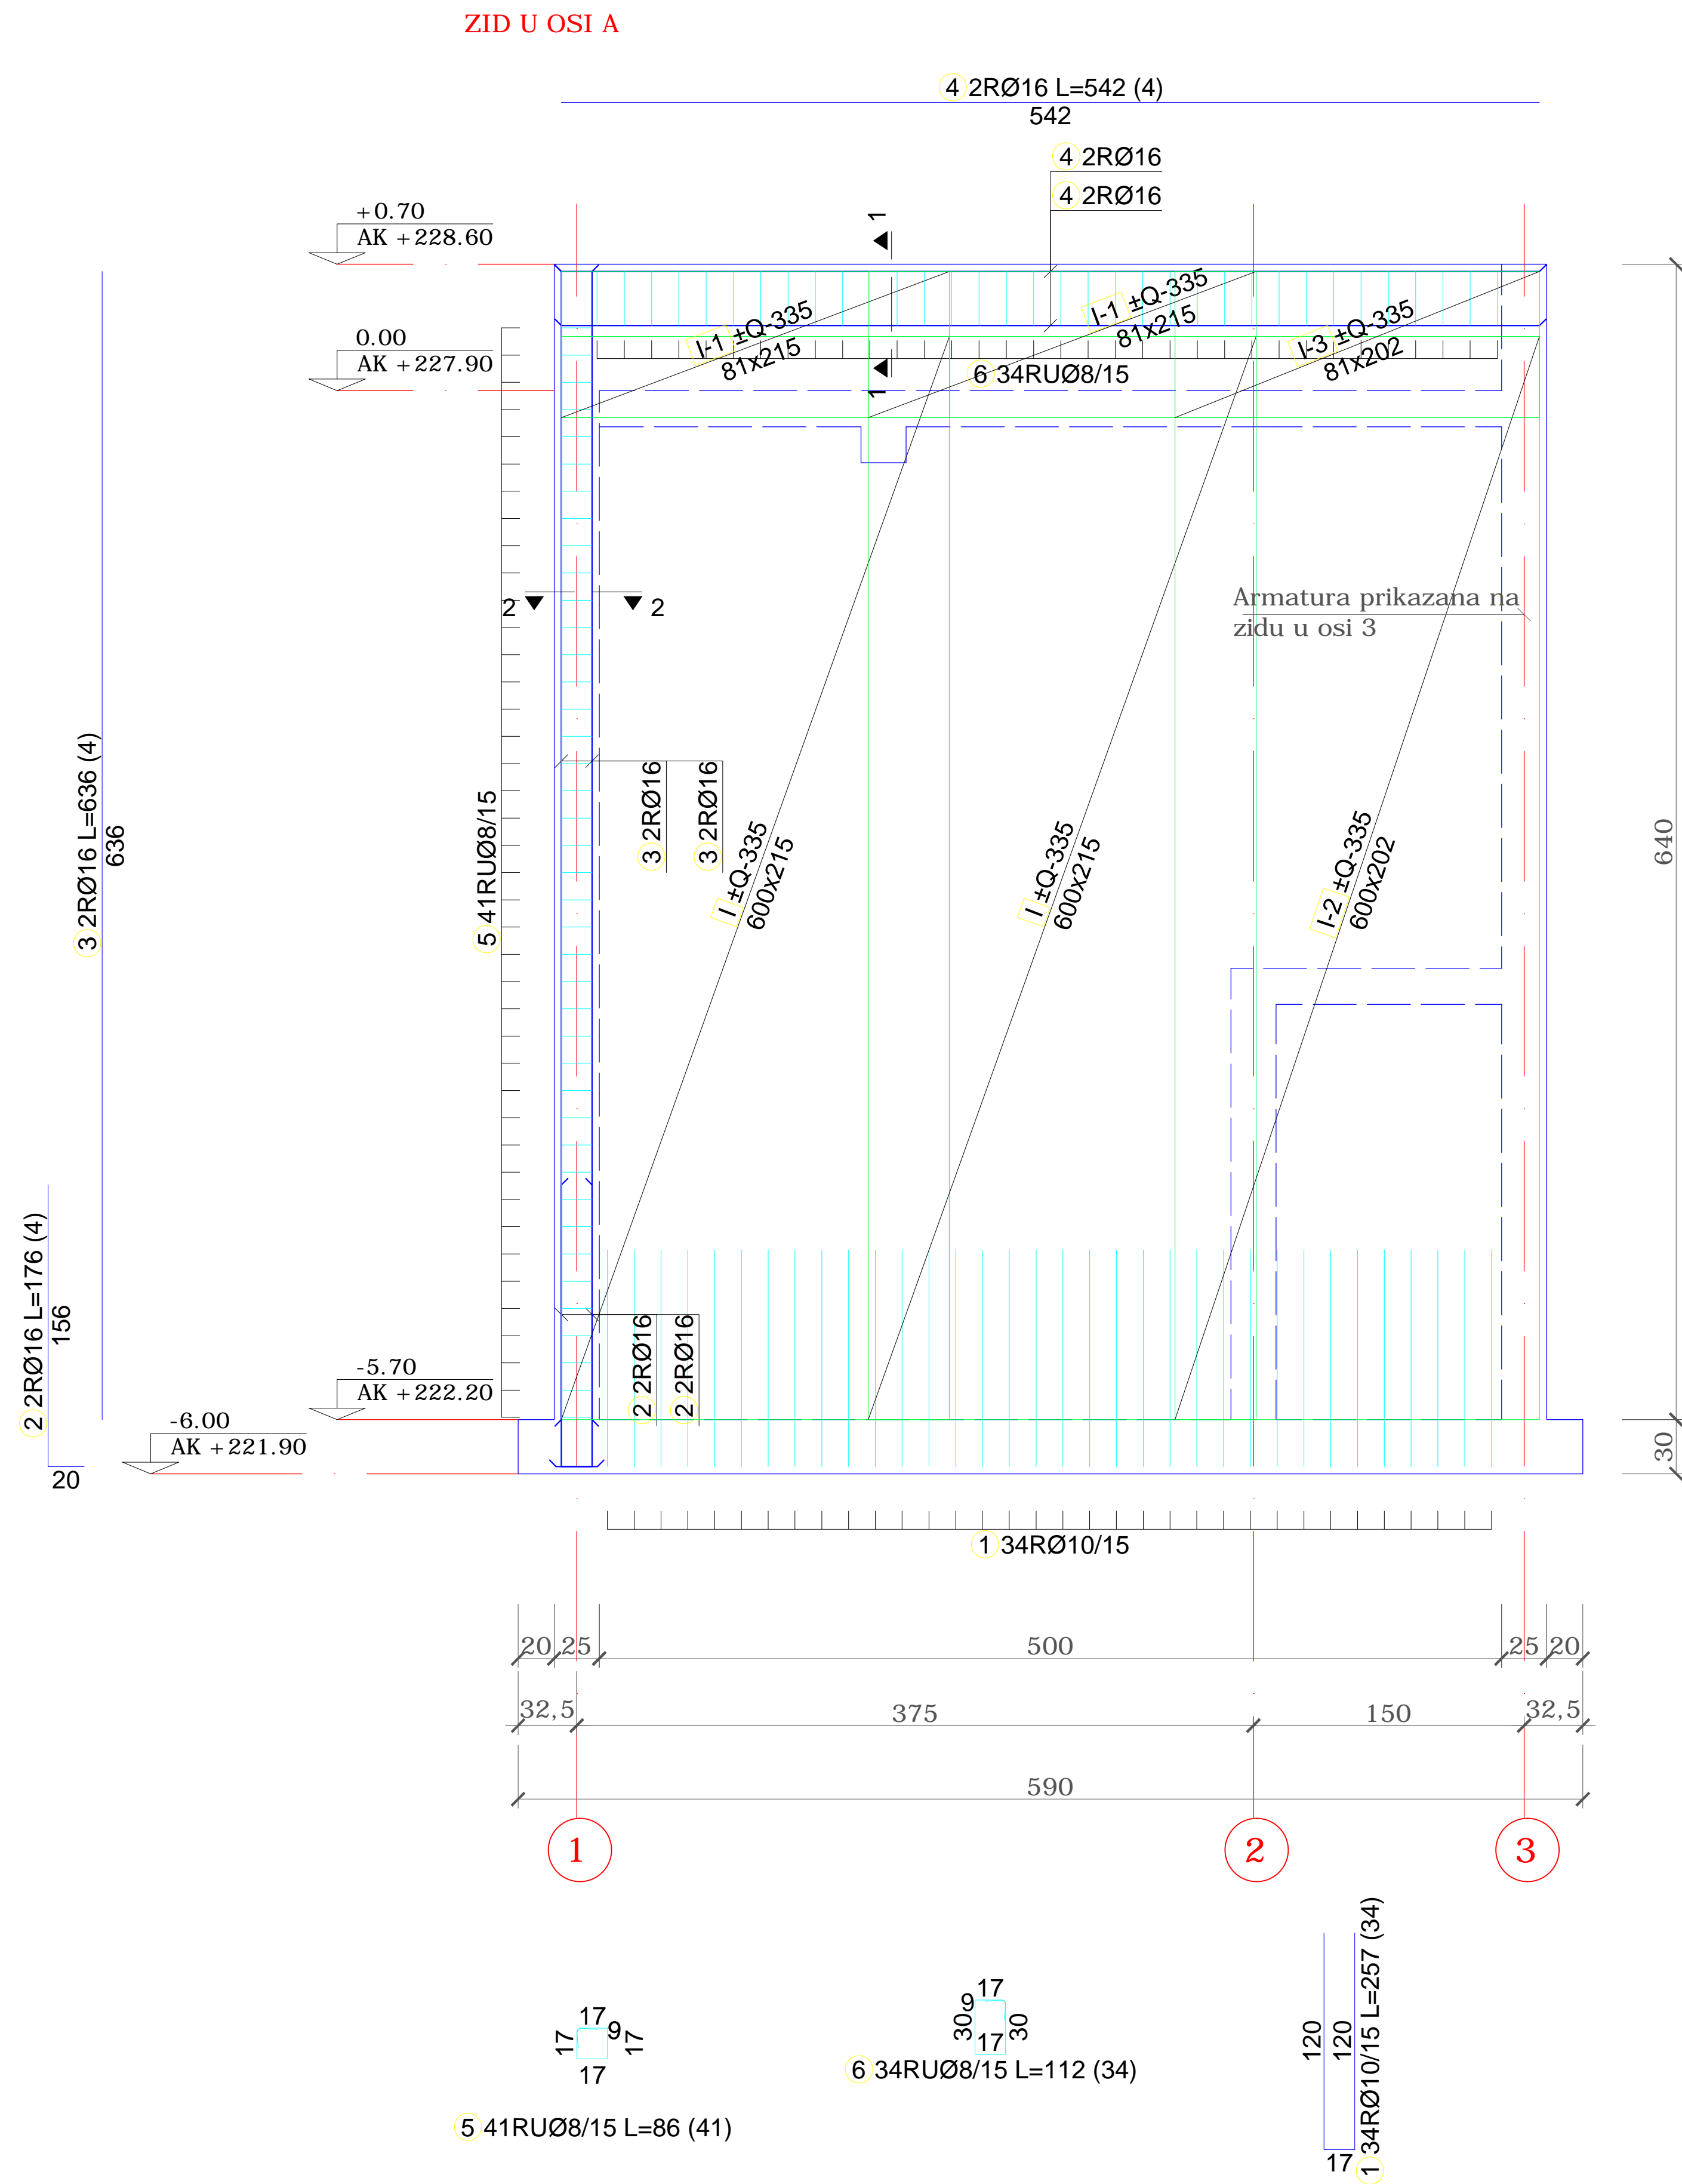 ZID U OSI A
4 2RØ16 L=542 (4)
542
4 2RØ16
4 2RØ16
+0.70
AK +228.60
1
0.00
AK +227.90
I-1 ±Q-335
81x215
I-1 ±Q-335
81x215
I-3 ±Q-335
81x202
1
6 34RUØ8/15
2
2
Armatura prikazana na
zidu u osi 3
3 2RØ16 L=636 (4)
636
5 41RUØ8/15
3 2RØ16
3 2RØ16
I ±Q-335
600x215
I ±Q-335
600x215
I-2 ±Q-335
600x202
640
2 2RØ16 L=176 (4)
156
20
2 2RØ16
2 2RØ16
-5.70
AK +222.20
-6.00
AK +221.90
30
1 34RØ10/15
20
25
500
25
20
32,5
375
150
32,5
590
1
2
3
17
17
9
17
17
5 41RUØ8/15 L=86 (41)
17
9
30
17
30
6 34RUØ8/15 L=112 (34)
120
120
17
1 34RØ10/15 L=257 (34)